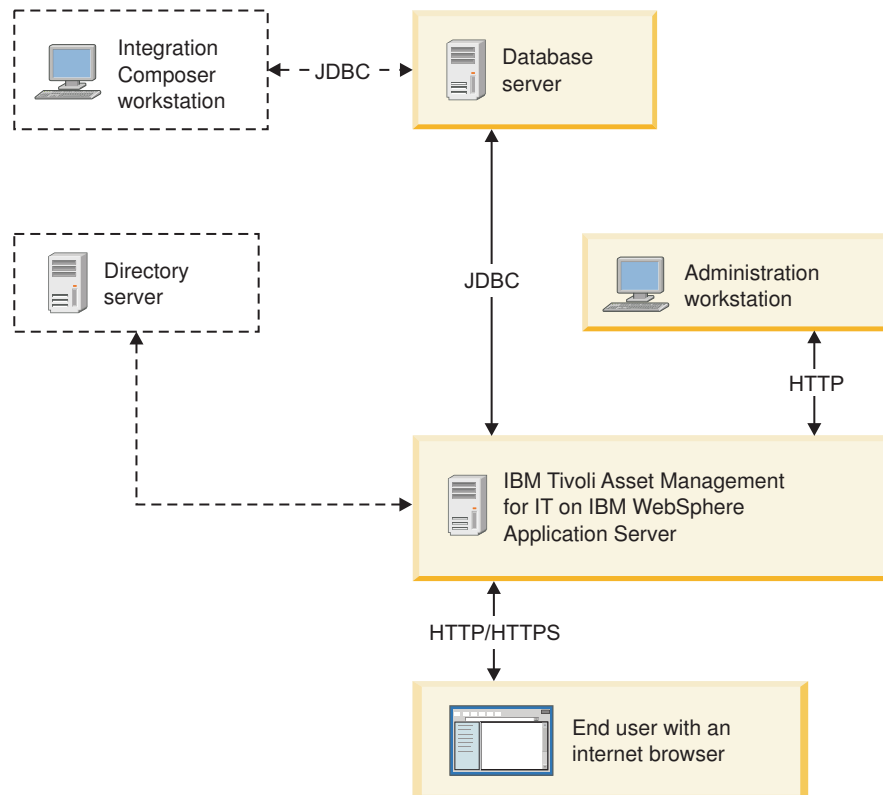 Integration
Composer
workstation
JDBC
Database
server
Directory
server
JDBC
Administration
workstation
HTTP
IBM Tivoli Asset Management
for IT on IBM WebSphere
Application Server
HTTP/HTTPS
End user with an
internet browser